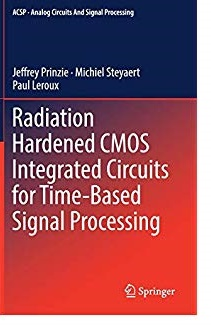 ACSP · Analog Circuits And Signal Processing
Jeffrey Prinzie · Michiel Steyaert
Paul Leroux
Radiation
Hardened CMOS
Integrated Circuits
for Time-Based
Signal Processing
Springer